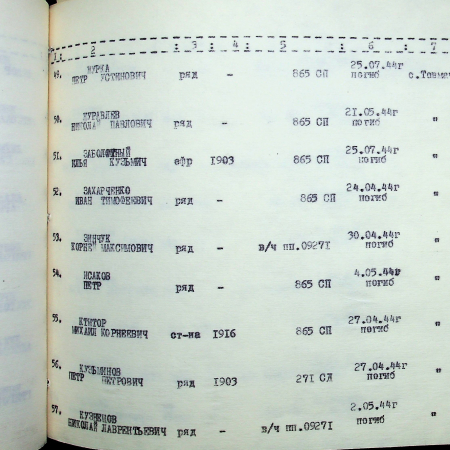 1: 2 : 3 : 4 : 5 : 6 : 7
49. МУРКА 25.07.44г
ПЕТР УСТИНОВИЧ ряд - 865 СП погиб
50. ЖУРАВЛЕВ 21.05.44г
НИКОЛАЙ ПАВЛОВИЧ ряд - 865 СП погиб "
51. ЗАБОЛОТНЫЙ 25.07.44г
ИЛЬЯ КУЗЬМИЧ ефр 1903 865 СП погиб "
52. ЗАХАРЧЕНКО 24.04.44г
ИВАН ТИМОФЕЕВИЧ ряд - 865 СП погиб "
53. ЗИНЧУК 30.04.44г
КОРНЕЙ МАКСИМОВИЧ ряд - в/ч пп.09271 погиб "
54. ИСАКОВ 4.05.44г
ПЕТР ряд - 865 СП погиб "
55. КТИТОР 27.04.44г
МИХАИЛ КОРНЕЕВИЧ ст-на 1916 865 СП погиб "
56. КУЗЬМИНОВ 27.04.44г
ПЕТР ПЕТРОВИЧ ряд 1903 271 СД погиб "
57. КУЗНЕЦОВ 2.05.44г
НИКОЛАЙ ЛАВРЕНТЬЕВИЧ ряд - в/ч пп.09271 погиб "